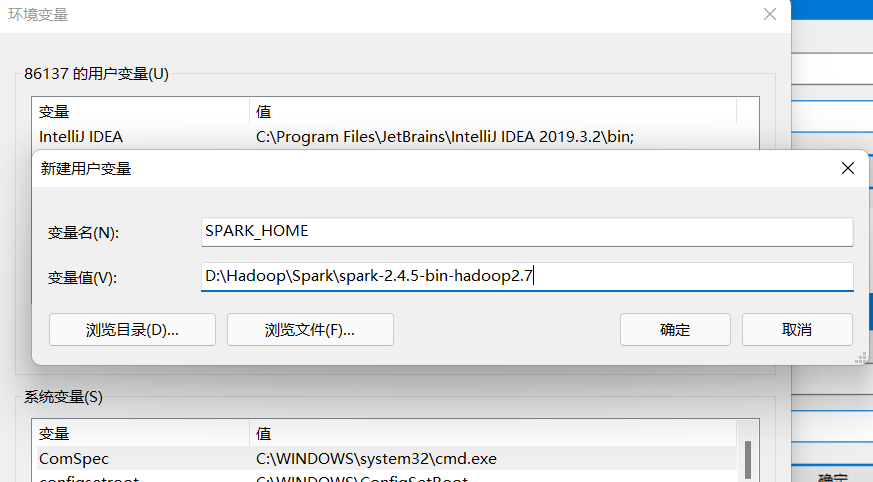 环境变量
86137 的用户变量(U)
变量 值
IntelliJ IDEA C:\Program Files\JetBrains\IntelliJ IDEA 2019.3.2\bin;
新建用户变量
变量名(N): SPARK_HOME
变量值(V): D:\Hadoop\Spark\spark-2.4.5-bin-hadoop2.7
浏览目录(D)... 浏览文件(F)... 确定 取消
系统变量(S)
变量 值
ComSpec C:\WINDOWS\system32\cmd.exe
configsetroot C:\WINDOWS\ConfigSetRoot
确定